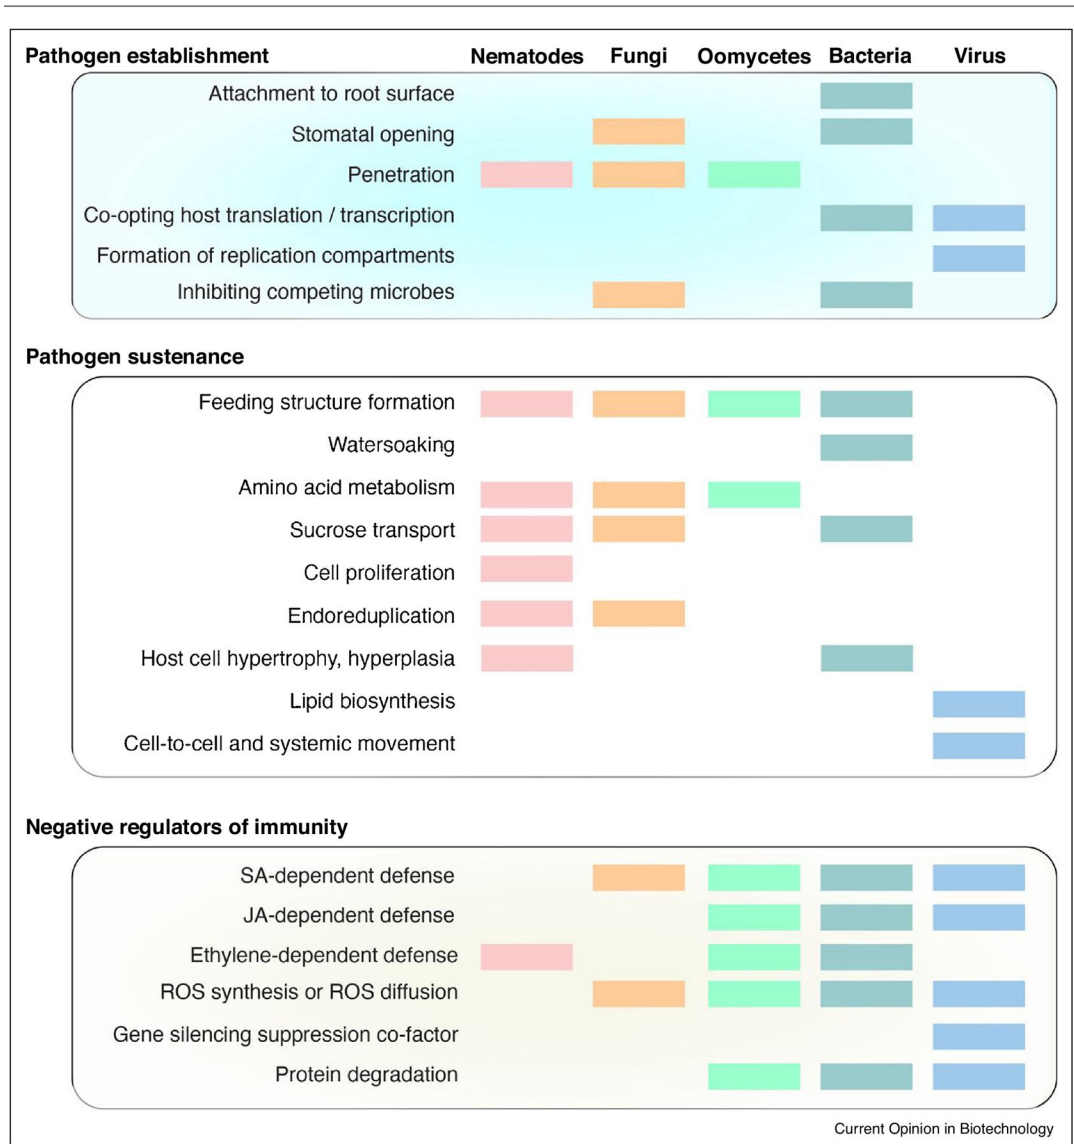 Pathogen establishment Nematodes Fungi Oomycetes Bacteria Virus
Attachment to root surface
Stomatal opening
Penetration
Co-opting host translation / transcription
Formation of replication compartments
Inhibiting competing microbes
Pathogen sustenance
Feeding structure formation
Watersoaking
Amino acid metabolism
Sucrose transport
Cell proliferation
Endoreduplication
Host cell hypertrophy, hyperplasia
Lipid biosynthesis
Cell-to-cell and systemic movement
Negative regulators of immunity
SA-dependent defense
JA-dependent defense
Ethylene-dependent defense
ROS synthesis or ROS diffusion
Gene silencing suppression co-factor
Protein degradation
Current Opinion in Biotechnology